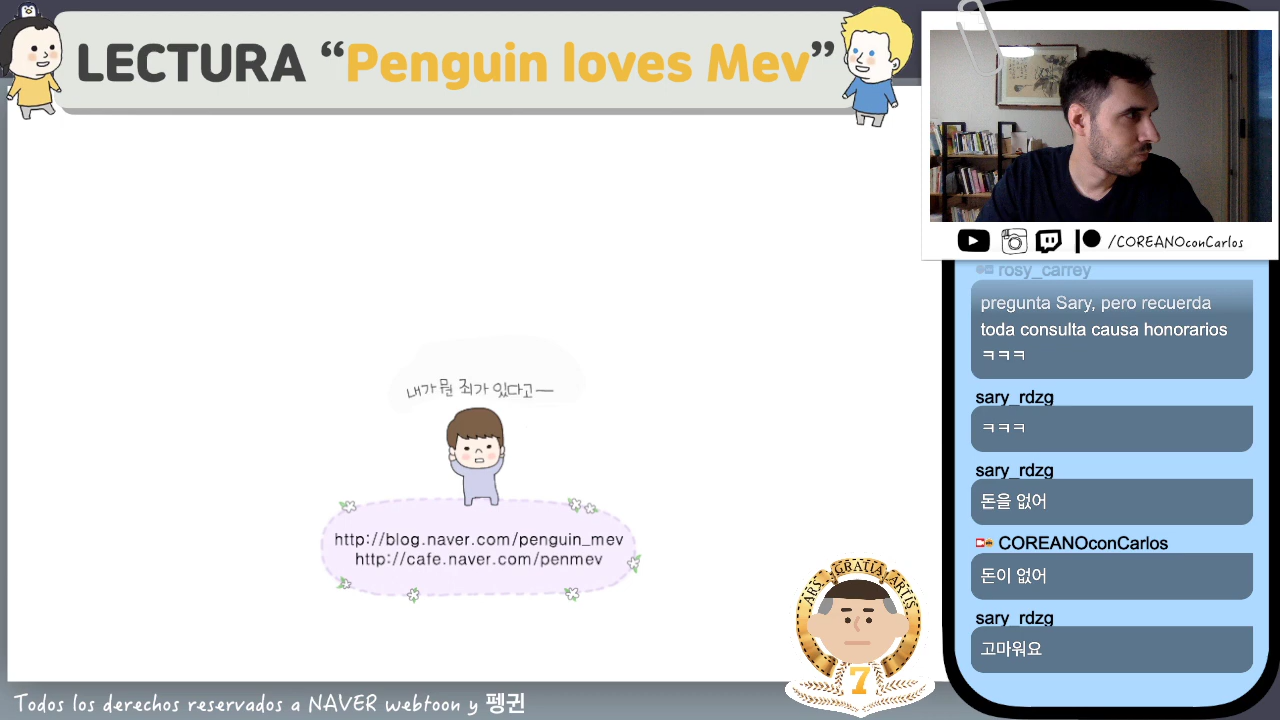 LECTURA “Penguin loves Mev”
내가 뭔 죄가 있다고—
http://blog.naver.com/penguin_mev
http://cafe.naver.com/penmev
ARS GRATIA ARTIS
7
Todos los derechos reservados a NAVER webtoon y 펭귄
/COREANOconCarlos
rosy_carrey
pregunta Sary, pero recuerda
toda consulta causa honorarios
ㅋㅋㅋ
sary_rdzg
ㅋㅋㅋ
sary_rdzg
돈을 없어
COREANOconCarlos
돈이 없어
sary_rdzg
고마워요